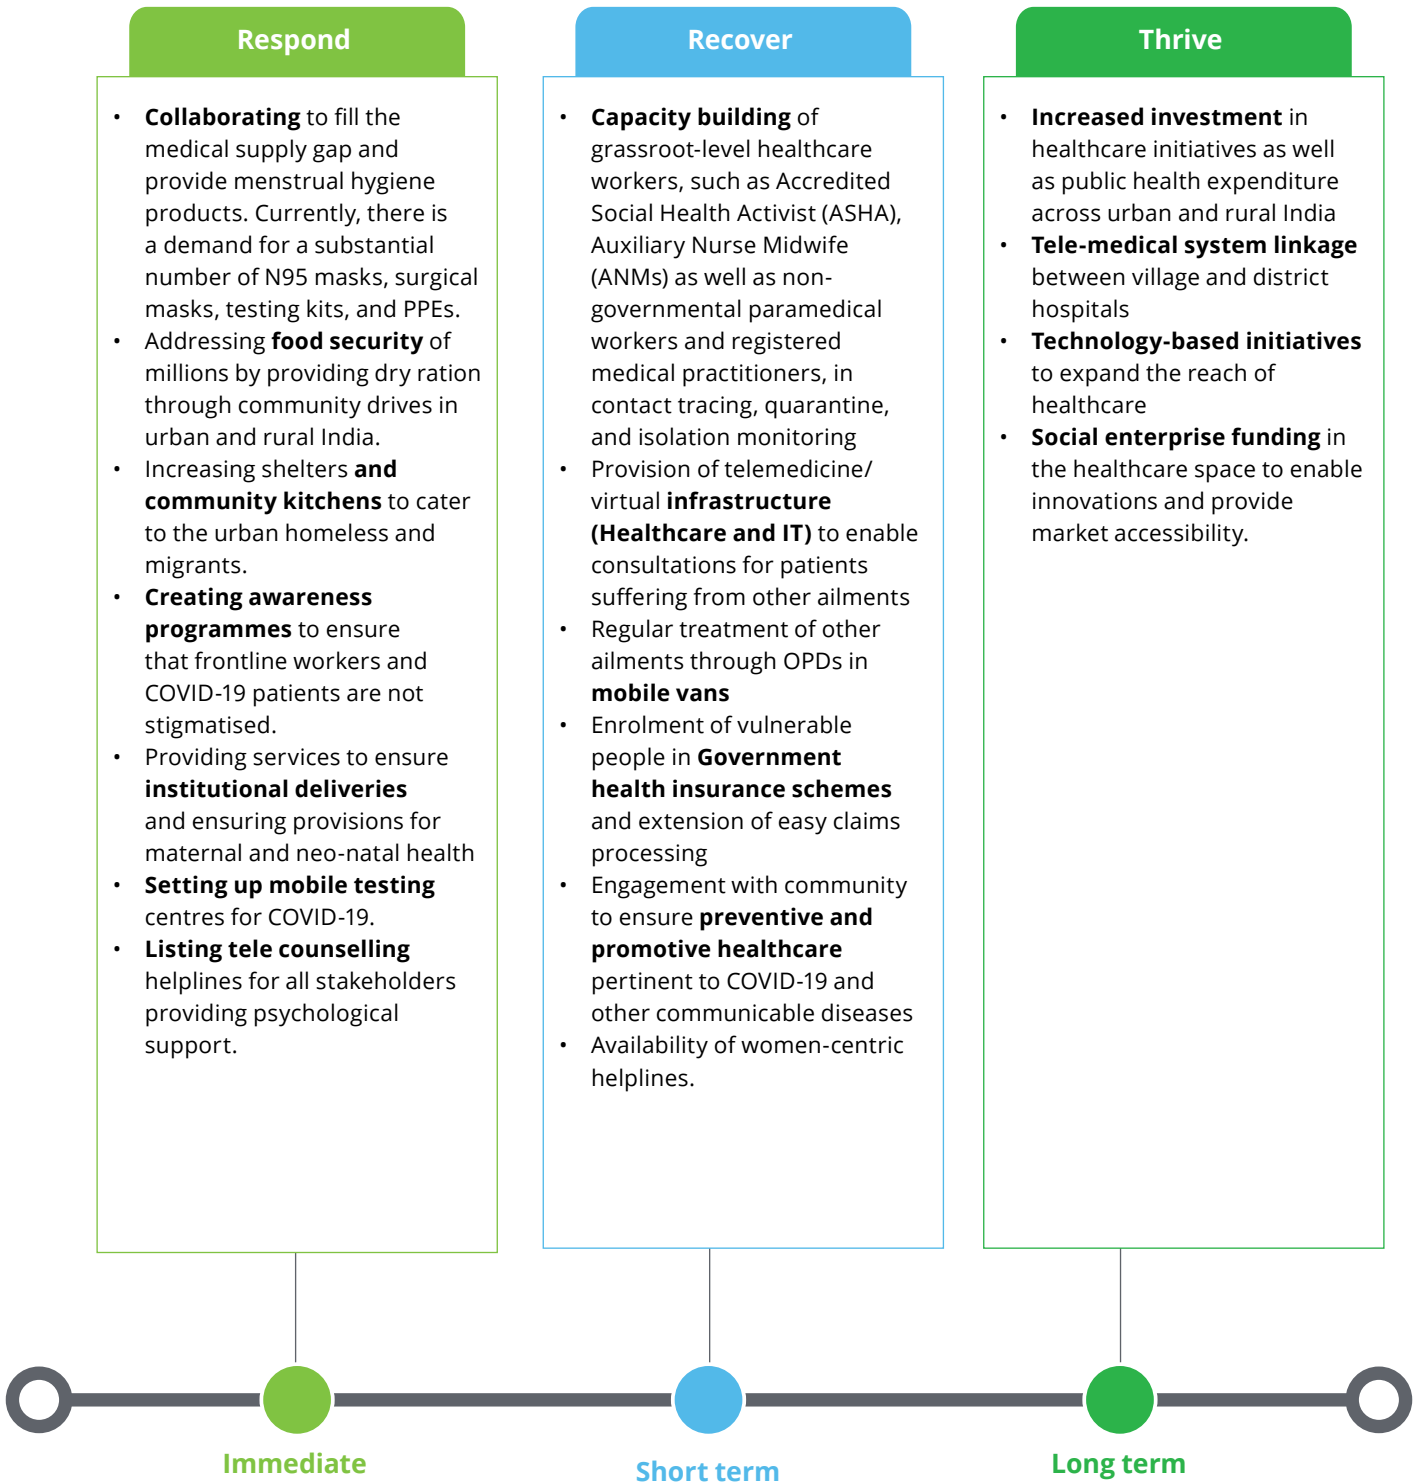 Respond
• Collaborating to fill the
medical supply gap and
provide menstrual hygiene
products. Currently, there is
a demand for a substantial
number of N95 masks, surgical
masks, testing kits, and PPEs.
• Addressing food security of
millions by providing dry ration
through community drives in
urban and rural India.
• Increasing shelters and
community kitchens to cater
to the urban homeless and
migrants.
• Creating awareness
programmes to ensure
that frontline workers and
COVID-19 patients are not
stigmatised.
• Providing services to ensure
institutional deliveries
and ensuring provisions for
maternal and neo-natal health
• Setting up mobile testing
centres for COVID-19.
• Listing tele counselling
helplines for all stakeholders
providing psychological
support.
Immediate
Recover
• Capacity building of
grassroot-level healthcare
workers, such as Accredited
Social Health Activist (ASHA),
Auxiliary Nurse Midwife
(ANMs) as well as non-
governmental paramedical
workers and registered
medical practitioners, in
contact tracing, quarantine,
and isolation monitoring
• Provision of telemedicine/
virtual infrastructure
(Healthcare and IT) to enable
consultations for patients
suffering from other ailments
• Regular treatment of other
ailments through OPDs in
mobile vans
• Enrolment of vulnerable
people in Government
health insurance schemes
and extension of easy claims
processing
• Engagement with community
to ensure preventive and
promotive healthcare
pertinent to COVID-19 and
other communicable diseases
• Availability of women-centric
helplines.
Short term
Thrive
• Increased investment in
healthcare initiatives as well
as public health expenditure
across urban and rural India
• Tele-medical system linkage
between village and district
hospitals
• Technology-based initiatives
to expand the reach of
healthcare
• Social enterprise funding in
the healthcare space to enable
innovations and provide
market accessibility.
Long term